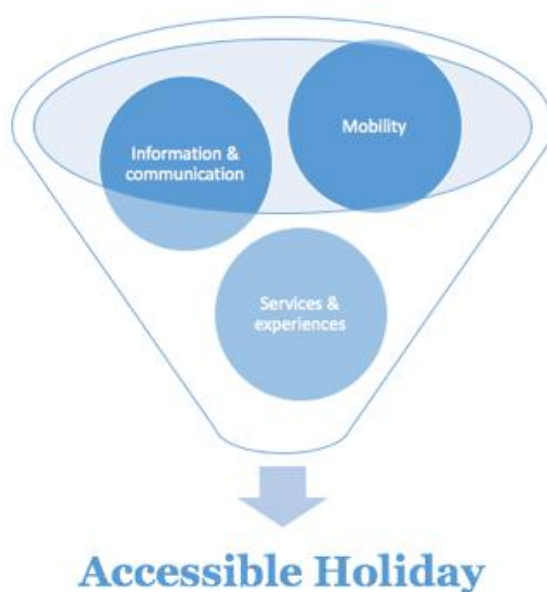 Mobility
Information &
communication
Services &
experiences
Accessible Holiday